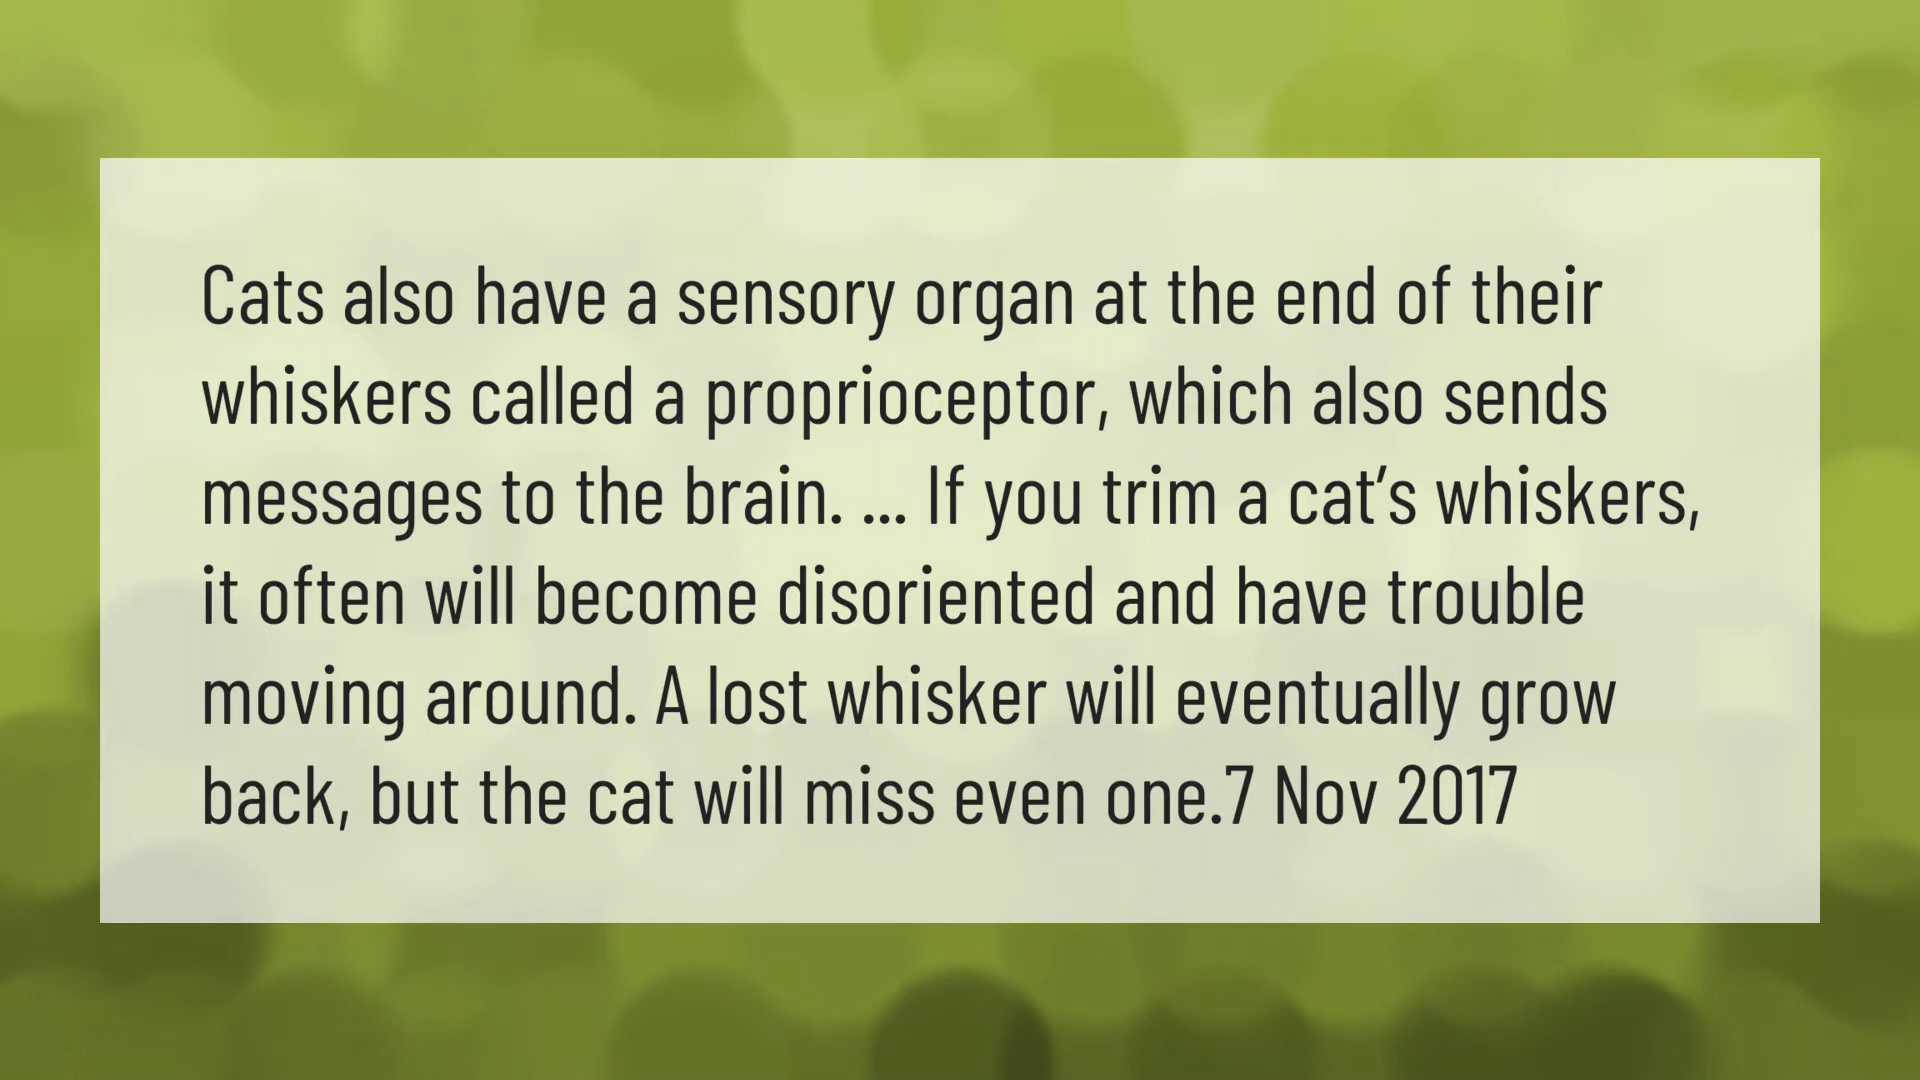 Cats also have a sensory organ at the end of their
whiskers called a proprioceptor, which also sends
messages to the brain. ... If you trim a cat’s whiskers,
it often will become disoriented and have trouble
moving around. A lost whisker will eventually grow
back, but the cat will miss even one.7 Nov 2017